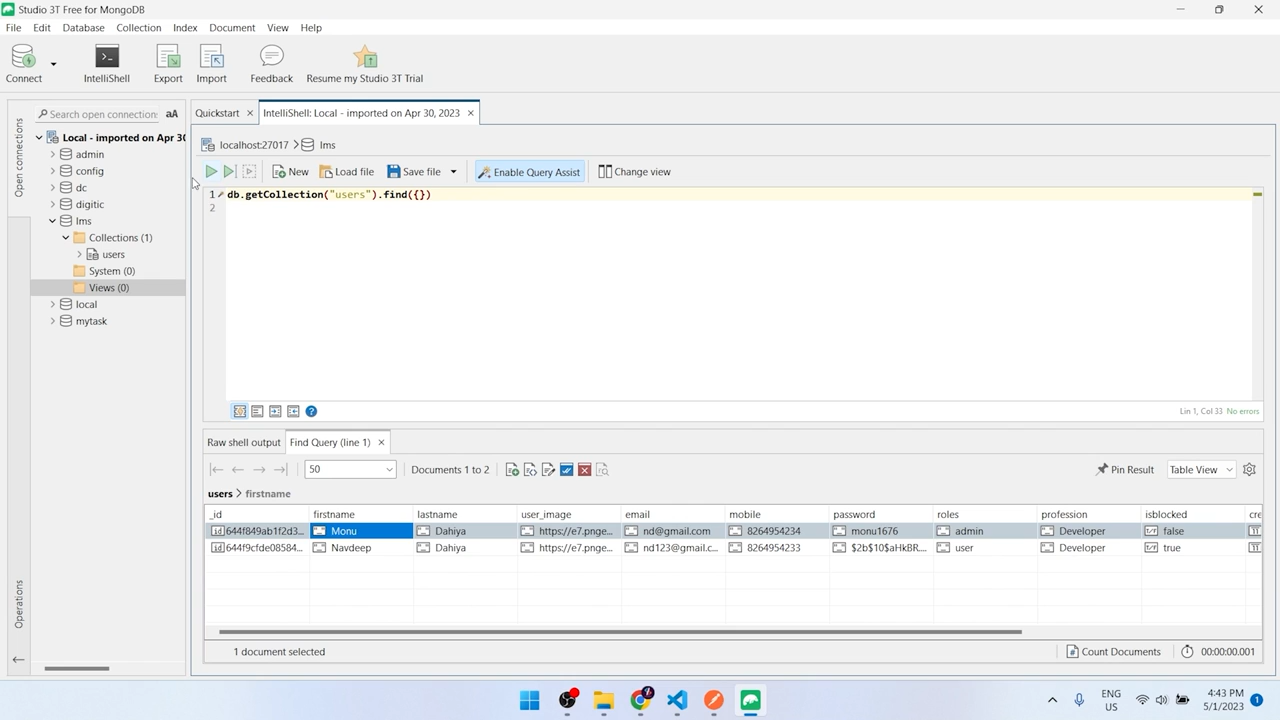 Studio 3T Free for MongoDB
File Edit Database Collection Index Document View Help
Connect IntelliShell Export Import Feedback Resume my Studio 3T Trial
Open connections
Operations
Search open connections aA
Local - imported on Apr 30
admin
config
dc
digitic
lms
Collections (1)
users
System (0)
Views (0)
local
mytask
Quickstart IntelliShell: Local - imported on Apr 30, 2023
localhost:27017 lms
New Load file Save file Enable Query Assist Change view
1 db.getCollection("users").find({})
2
Lin 1, Col 33 No errors
Raw shell output Find Query (line 1)
50 Documents 1 to 2 Pin Result Table View
users firstname
_id firstname lastname user_image email mobile password roles profession isblocked cre
644f849ab1f2d3... Monu Dahiya https://e7.pnge... nd@gmail.com 8264954234 monu1676 admin Developer false
644f9cfde08584... Navdeep Dahiya https://e7.pnge... nd123@gmail.c... 8264954233 $2b$10$aHkBR... user Developer true
1 document selected Count Documents 00:00:00.001
ENG
US
4:43 PM
5/1/2023
1